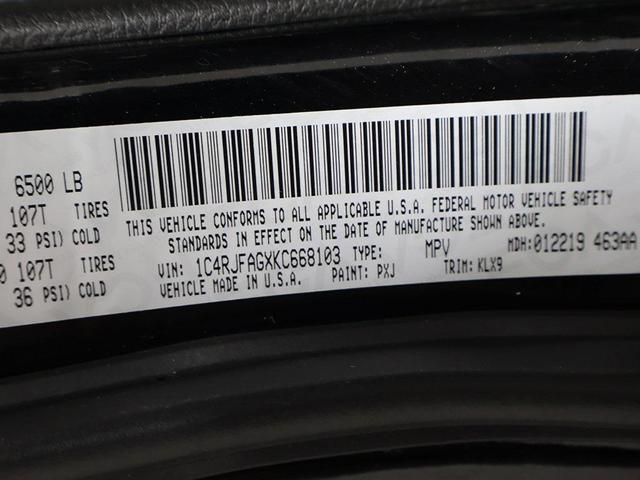 6500 LB
107T TIRES
33 PSI) COLD
0 107T TIRES
36 PSI) COLD
THIS VEHICLE CONFORMS TO ALL APPLICABLE U.S.A. FEDERAL MOTOR VEHICLE SAFETY
STANDARDS IN EFFECT ON THE DATE OF MANUFACTURE SHOWN ABOVE.
VIN: 1C4RJFAGXKC668103 TYPE: MPV MDH:012219 463AA
VEHICLE MADE IN U.S.A. PAINT: PXJ TRIM: KLX9